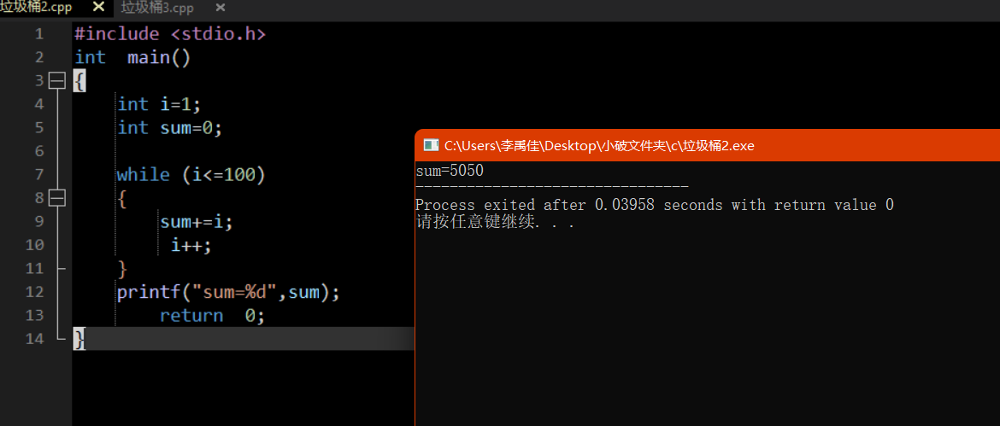 垃圾桶2.cpp 垃圾桶3.cpp
1 #include <stdio.h>
2 int  main()
3 {
4 int i=1;
5 int sum=0;
6
7 while (i<=100)
8 {
9 sum+=i;
10 i++;
11 }
12 printf("sum=%d",sum);
13 return  0;
14 }
C:\Users\李禹佳\Desktop\小破文件夹\c\垃圾桶2.exe
sum=5050
--------------------------------
Process exited after 0.03958 seconds with return value 0
请按任意键继续. . .